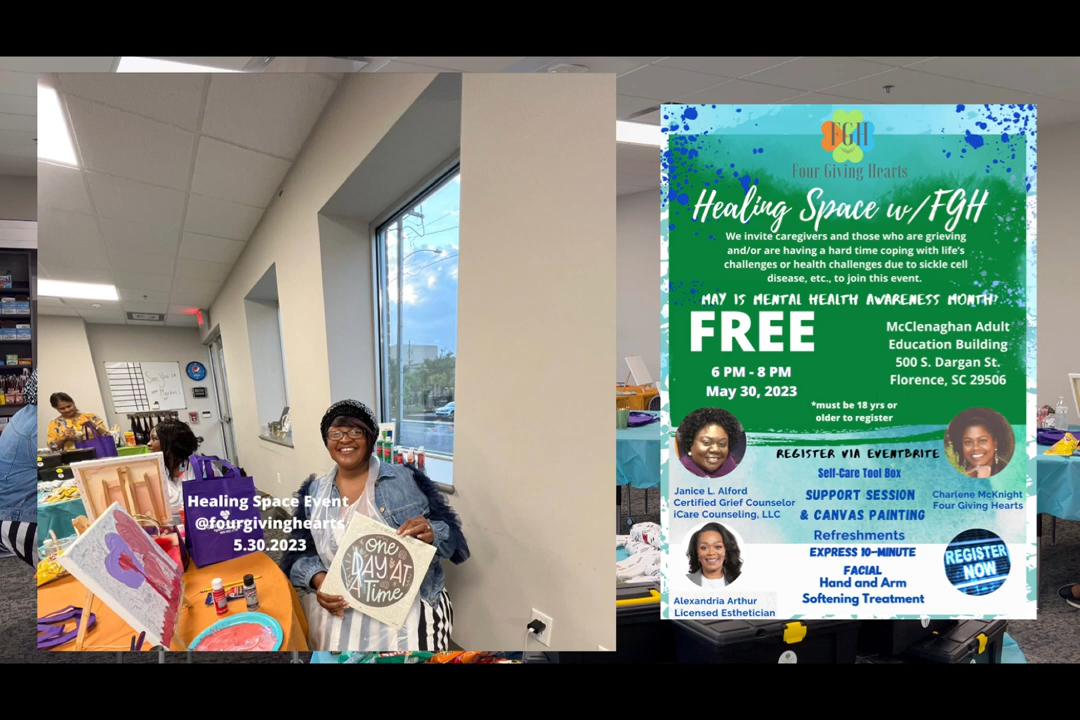 Healing Space Event
@fourgivinghearts
5.30.2023
one
DAY AT
A Time
FGH
Four Giving Hearts
Healing Space w/FGH
We invite caregivers and those who are grieving
and/or are having a hard time coping with life's
challenges or health challenges due to sickle cell
disease, etc., to join this event.
MAY IS MENTAL HEALTH AWARENESS MONTH!
FREE
6 PM - 8 PM
May 30, 2023
McClenaghan Adult
Education Building
500 S. Dargan St.
Florence, SC 29506
*must be 18 yrs or
older to register
REGISTER VIA EVENTBRITE
Janice L. Alford
Certified Grief Counselor
iCare Counseling, LLC
Self-Care Tool Box
SUPPORT SESSION
& CANVAS PAINTING
Refreshments
EXPRESS 10-MINUTE
FACIAL
Hand and Arm
Softening Treatment
Charlene McKnight
Four Giving Hearts
REGISTER
NOW
Alexandria Arthur
Licensed Esthetician